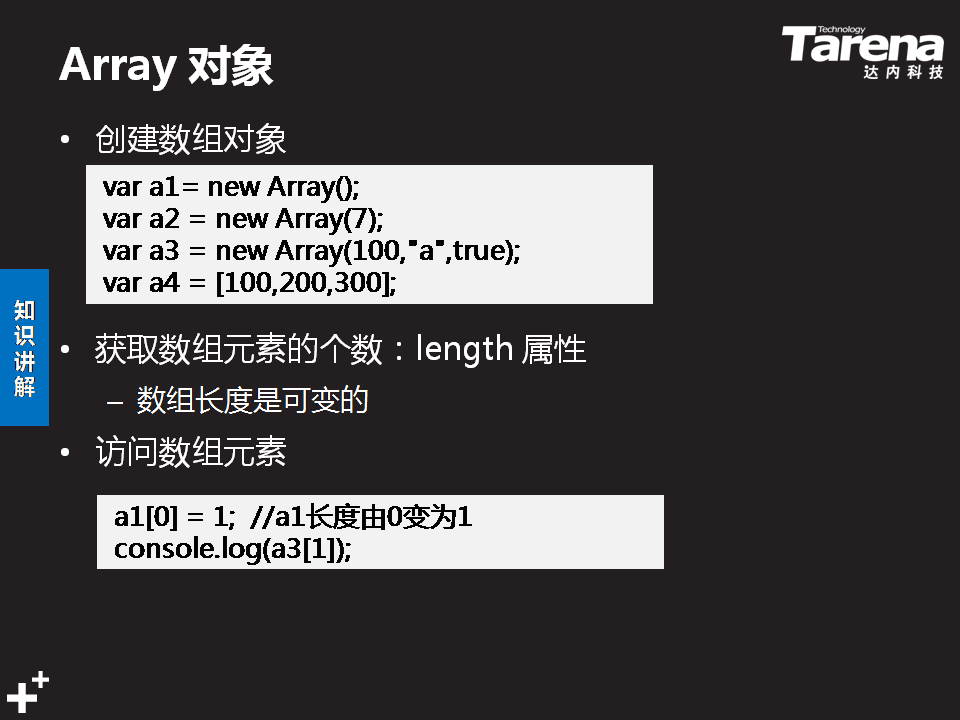 Array 对象
Technology
Tarena
达内科技
• 创建数组对象
var a1= new Array();
var a2 = new Array(7);
var a3 = new Array(100,"a",true);
var a4 = [100,200,300];
知识讲解
• 获取数组元素的个数：length 属性
– 数组长度是可变的
• 访问数组元素
a1[0] = 1;  //a1长度由0变为1
console.log(a3[1]);